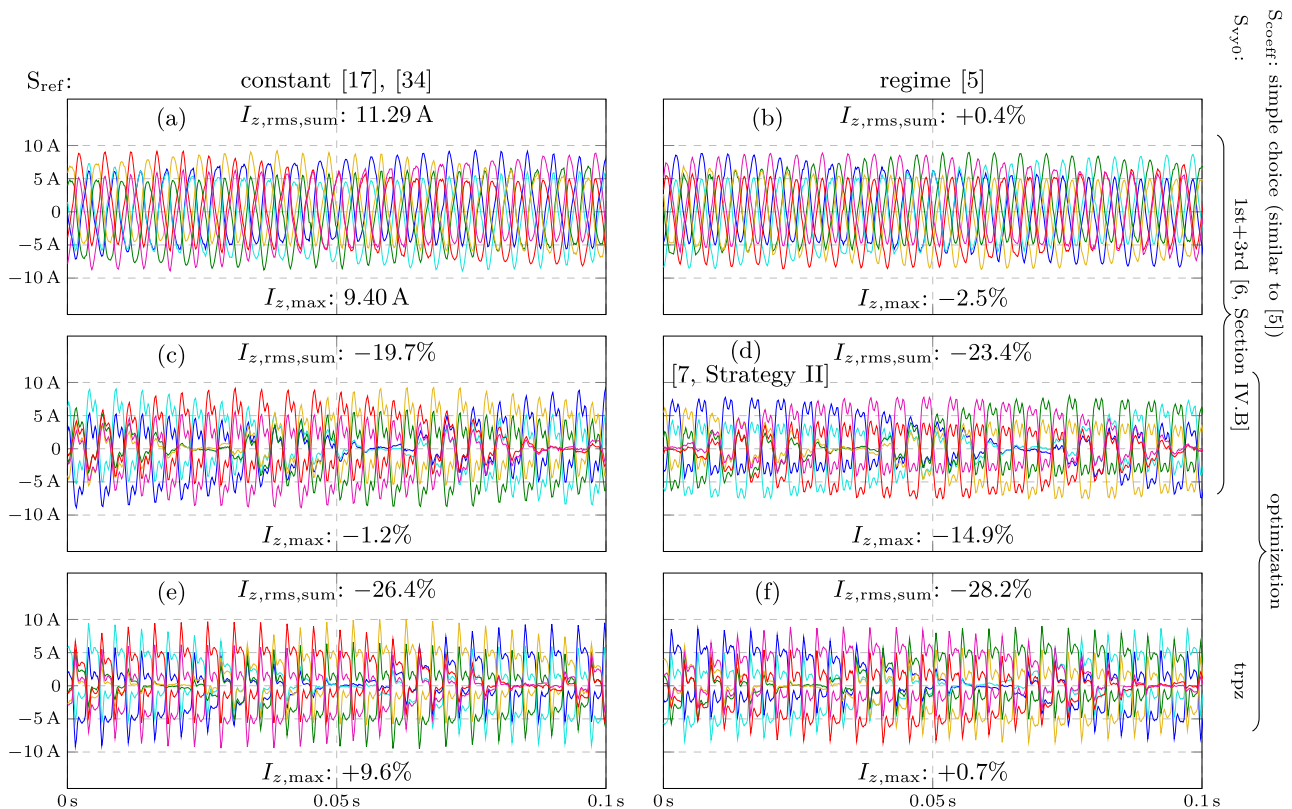 S_ref: constant [17], [34] regime [5]
(a) I_z,rms,sum: 11.29 A
10 A
5 A
0
−5 A
−10 A
I_z,max: 9.40 A
(b) I_z,rms,sum: +0.4%
I_z,max: −2.5%
(c) I_z,rms,sum: −19.7%
10 A
5 A
0
−5 A
−10 A
I_z,max: −1.2%
(d) I_z,rms,sum: −23.4%
[7, Strategy II]
I_z,max: −14.9%
(e) I_z,rms,sum: −26.4%
10 A
5 A
0
−5 A
−10 A
I_z,max: +9.6%
0 s 0.05 s 0.1 s
(f) I_z,rms,sum: −28.2%
I_z,max: +0.7%
0 s 0.05 s 0.1 s
S_coeff: simple choice (similar to [5])
optimization
S_vy0:
1st+3rd [6, Section IV.B]
trpz